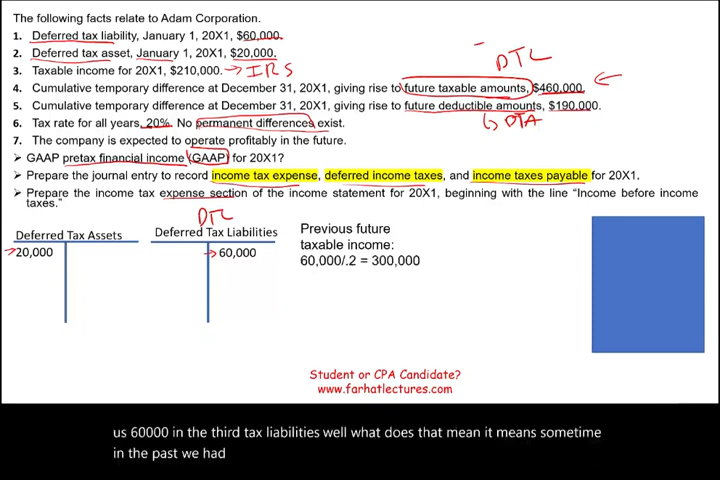 The following facts relate to Adam Corporation.
1. Deferred tax liability, January 1, 20X1, $60,000.
2. Deferred tax asset, January 1, 20X1, $20,000.
DTL
3. Taxable income for 20X1, $210,000. → IRS
4. Cumulative temporary difference at December 31, 20X1, giving rise to future taxable amounts, $460,000.
5. Cumulative temporary difference at December 31, 20X1, giving rise to future deductible amounts, $190,000.
6. Tax rate for all years, 20%. No permanent differences exist.
DTA
7. The company is expected to operate profitably in the future.
➢ GAAP pretax financial income (GAAP) for 20X1?
➢ Prepare the journal entry to record income tax expense, deferred income taxes, and income taxes payable for 20X1.
➢ Prepare the income tax expense section of the income statement for 20X1, beginning with the line “Income before income
taxes.”
DTL
Deferred Tax Assets
20,000
Deferred Tax Liabilities
60,000
Previous future
taxable income:
60,000/.2 = 300,000
Student or CPA Candidate?
www.farhatlectures.com
us 60000 in the third tax liabilities well what does that mean it means sometime
in the past we had